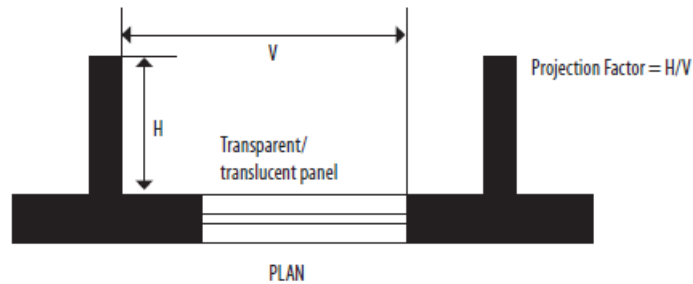 V
Projection Factor = H/V
H
Transparent/
translucent panel
PLAN